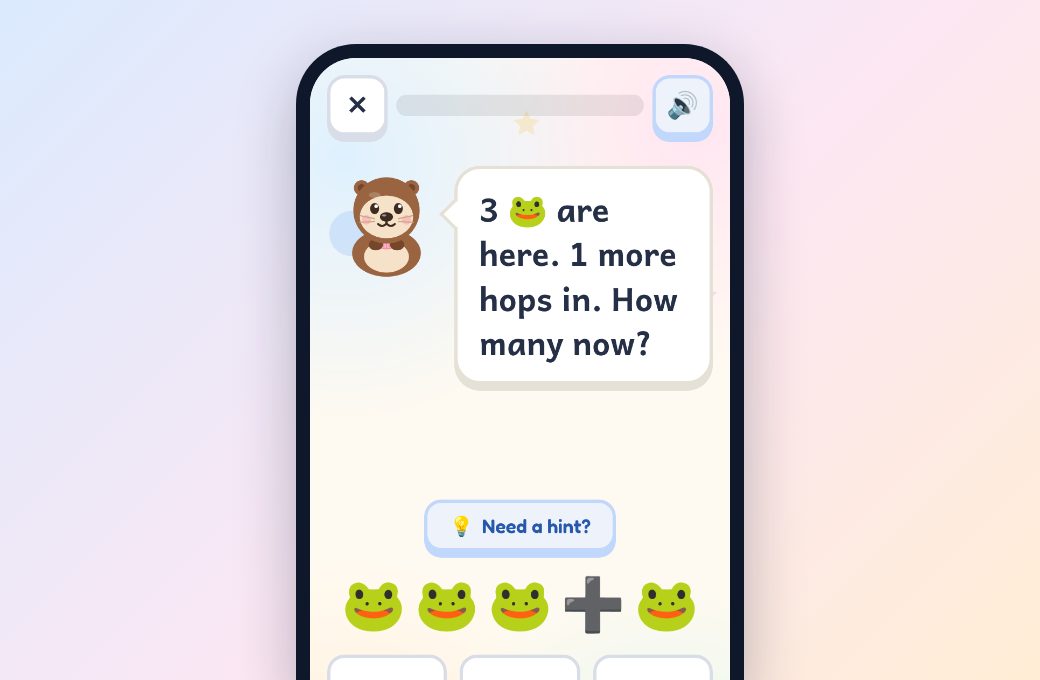 3 🐸 are
here. 1 more
hops in. How
many now?
Need a hint?